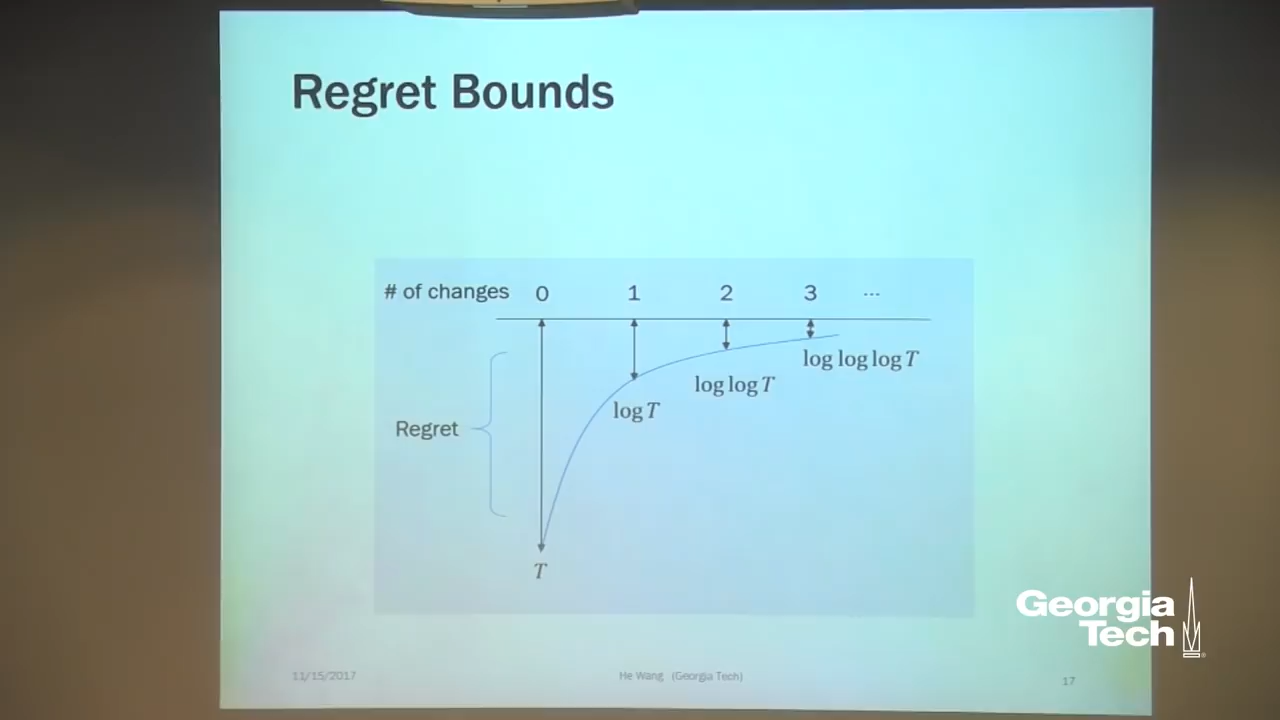 Regret Bounds
# of changes 0 1 2 3 ...
log log log T
log log T
log T
Regret
T
Georgia
Tech
11/15/2017 He Wang (Georgia Tech) 17